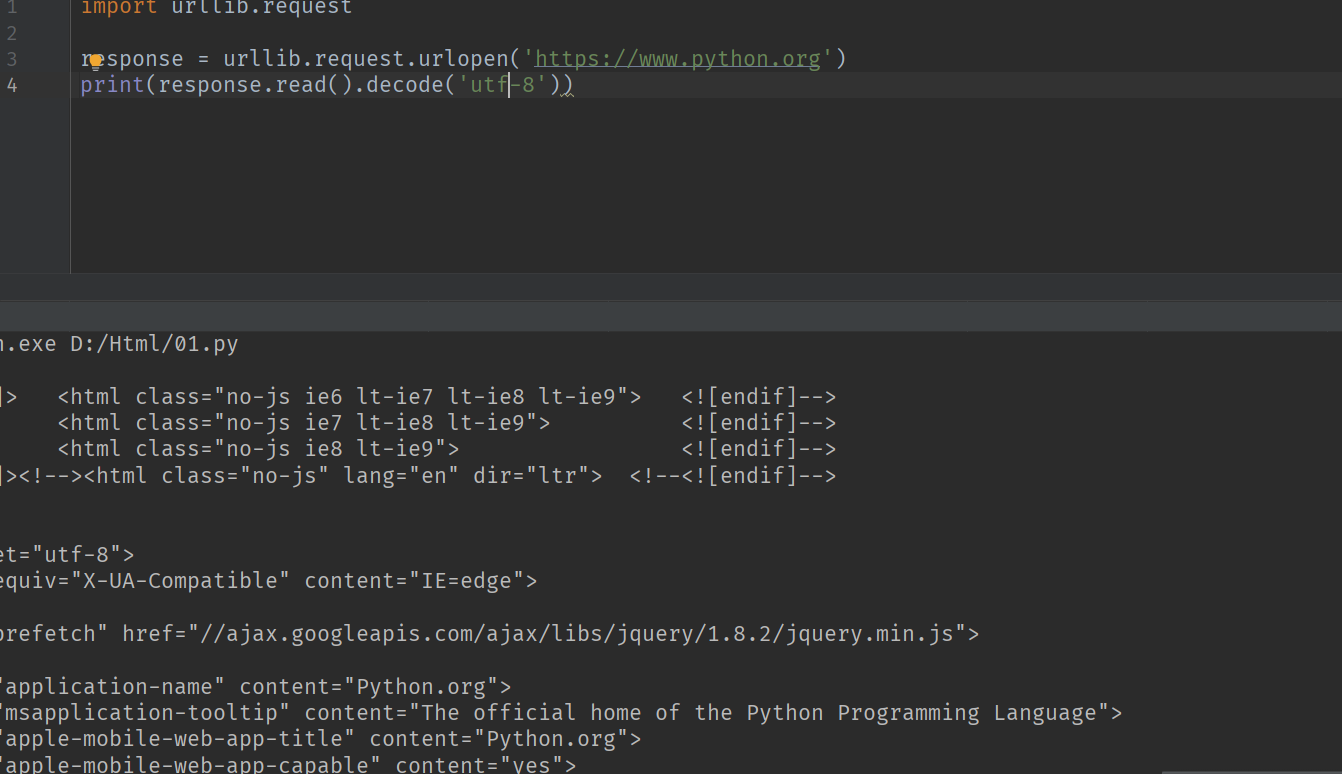 1 import urllib.request
2
3 response = urllib.request.urlopen('https://www.python.org')
4 print(response.read().decode('utf-8'))
n.exe D:/Html/01.py
]> <html class="no-js ie6 lt-ie7 lt-ie8 lt-ie9"> <![endif]-->
<html class="no-js ie7 lt-ie8 lt-ie9"> <![endif]-->
<html class="no-js ie8 lt-ie9"> <![endif]-->
]><!--><html class="no-js" lang="en" dir="ltr"> <!--<![endif]-->
et="utf-8">
equiv="X-UA-Compatible" content="IE=edge">
prefetch" href="//ajax.googleapis.com/ajax/libs/jquery/1.8.2/jquery.min.js">
"application-name" content="Python.org">
"msapplication-tooltip" content="The official home of the Python Programming Language">
"apple-mobile-web-app-title" content="Python.org">
"apple-mobile-web-app-capable" content="yes">